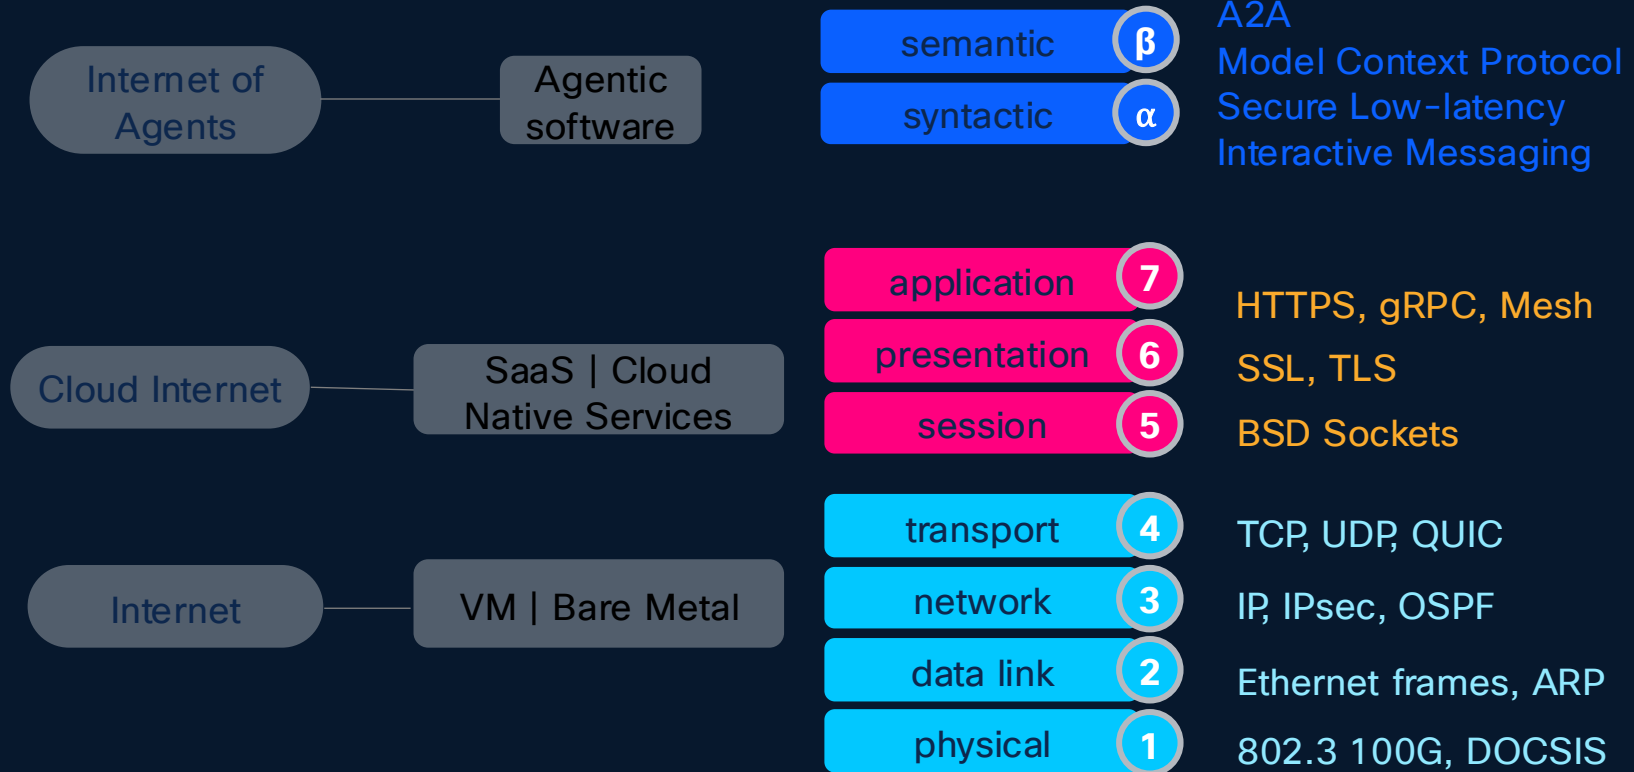 A2A
semantic β
Internet of
Agents
Agentic
software
Model Context Protocol
syntactic α
Secure Low-latency
Interactive Messaging
application 7
HTTPS, gRPC, Mesh
presentation 6
SSL, TLS
Cloud Internet
SaaS | Cloud
Native Services
session 5
BSD Sockets
transport 4
TCP, UDP, QUIC
Internet
VM | Bare Metal
network 3
IP, IPsec, OSPF
data link 2
Ethernet frames, ARP
physical 1
802.3 100G, DOCSIS